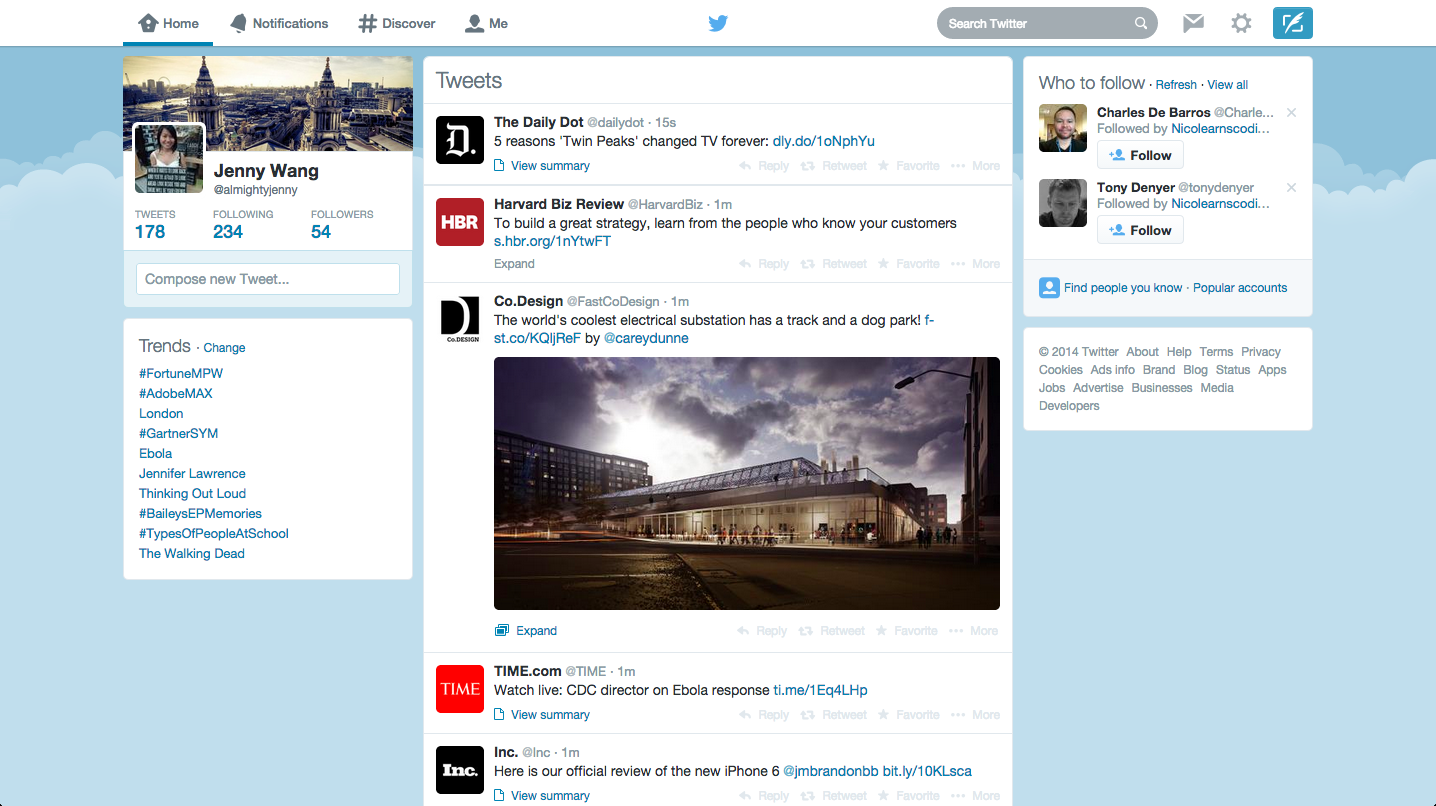 Home
Notifications
Discover
Me
Search Twitter
Jenny Wang
@almightyjenny
TWEETS FOLLOWING FOLLOWERS
178 234 54
Compose new Tweet...
Trends · Change
#FortuneMPW
#AdobeMAX
London
#GartnerSYM
Ebola
Jennifer Lawrence
Thinking Out Loud
#BaileysEPMemories
#TypesOfPeopleAtSchool
The Walking Dead
Tweets
D.
The Daily Dot @dailydot · 15s
5 reasons 'Twin Peaks' changed TV forever: dly.do/1oNphYu
View summary Reply Retweet Favorite More
HBR
Harvard Biz Review @HarvardBiz · 1m
To build a great strategy, learn from the people who know your customers
s.hbr.org/1nYtwFT
Expand Reply Retweet Favorite More
Co.DESIGN
Co.Design @FastCoDesign · 1m
The world's coolest electrical substation has a track and a dog park! f-
st.co/KQljReF by @careydunne
Expand Reply Retweet Favorite More
TIME
TIME.com @TIME · 1m
Watch live: CDC director on Ebola response ti.me/1Eq4LHp
View summary Reply Retweet Favorite More
Inc.
Inc. @Inc · 1m
Here is our official review of the new iPhone 6 @jmbrandonbb bit.ly/10KLsca
View summary Reply Retweet Favorite More
Who to follow · Refresh · View all
Charles De Barros @Charle...
Followed by Nicolearnscodi...
Follow
Tony Denyer @tonydenyer
Followed by Nicolearnscodi...
Follow
Find people you know · Popular accounts
© 2014 Twitter About Help Terms Privacy
Cookies Ads info Brand Blog Status Apps
Jobs Advertise Businesses Media
Developers